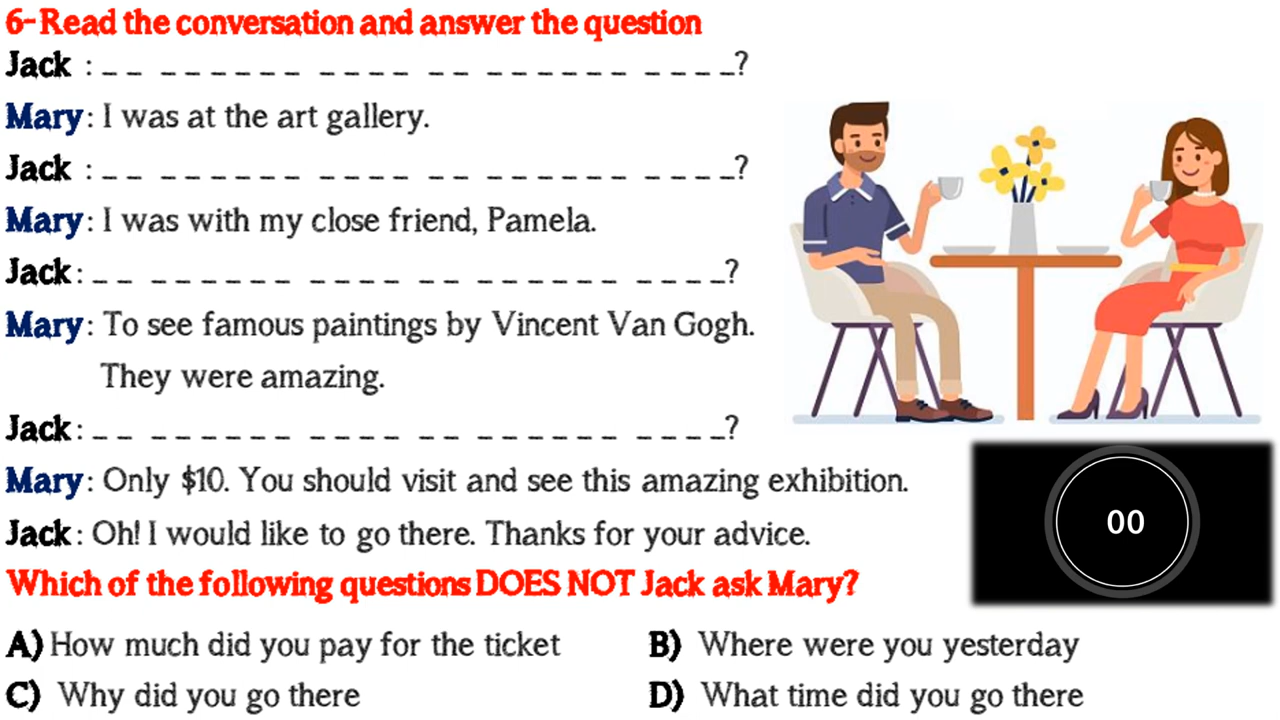 6- Read the conversation and answer the question
Jack : _ _ _ _ _ _ _ _ _ _ _ _ _ _ _ _ _ _ _ _ _ _ _ _?
Mary: I was at the art gallery.
Jack : _ _ _ _ _ _ _ _ _ _ _ _ _ _ _ _ _ _ _ _ _ _ _ _?
Mary: I was with my close friend, Pamela.
Jack: _ _ _ _ _ _ _ _ _ _ _ _ _ _ _ _ _ _ _ _ _ _ _ _?
Mary: To see famous paintings by Vincent Van Gogh.
They were amazing.
Jack: _ _ _ _ _ _ _ _ _ _ _ _ _ _ _ _ _ _ _ _ _ _ _ _?
Mary: Only $10. You should visit and see this amazing exhibition.
Jack: Oh! I would like to go there. Thanks for your advice.
00
Which of the following questions DOES NOT Jack ask Mary?
A) How much did you pay for the ticket
B) Where were you yesterday
C) Why did you go there
D) What time did you go there